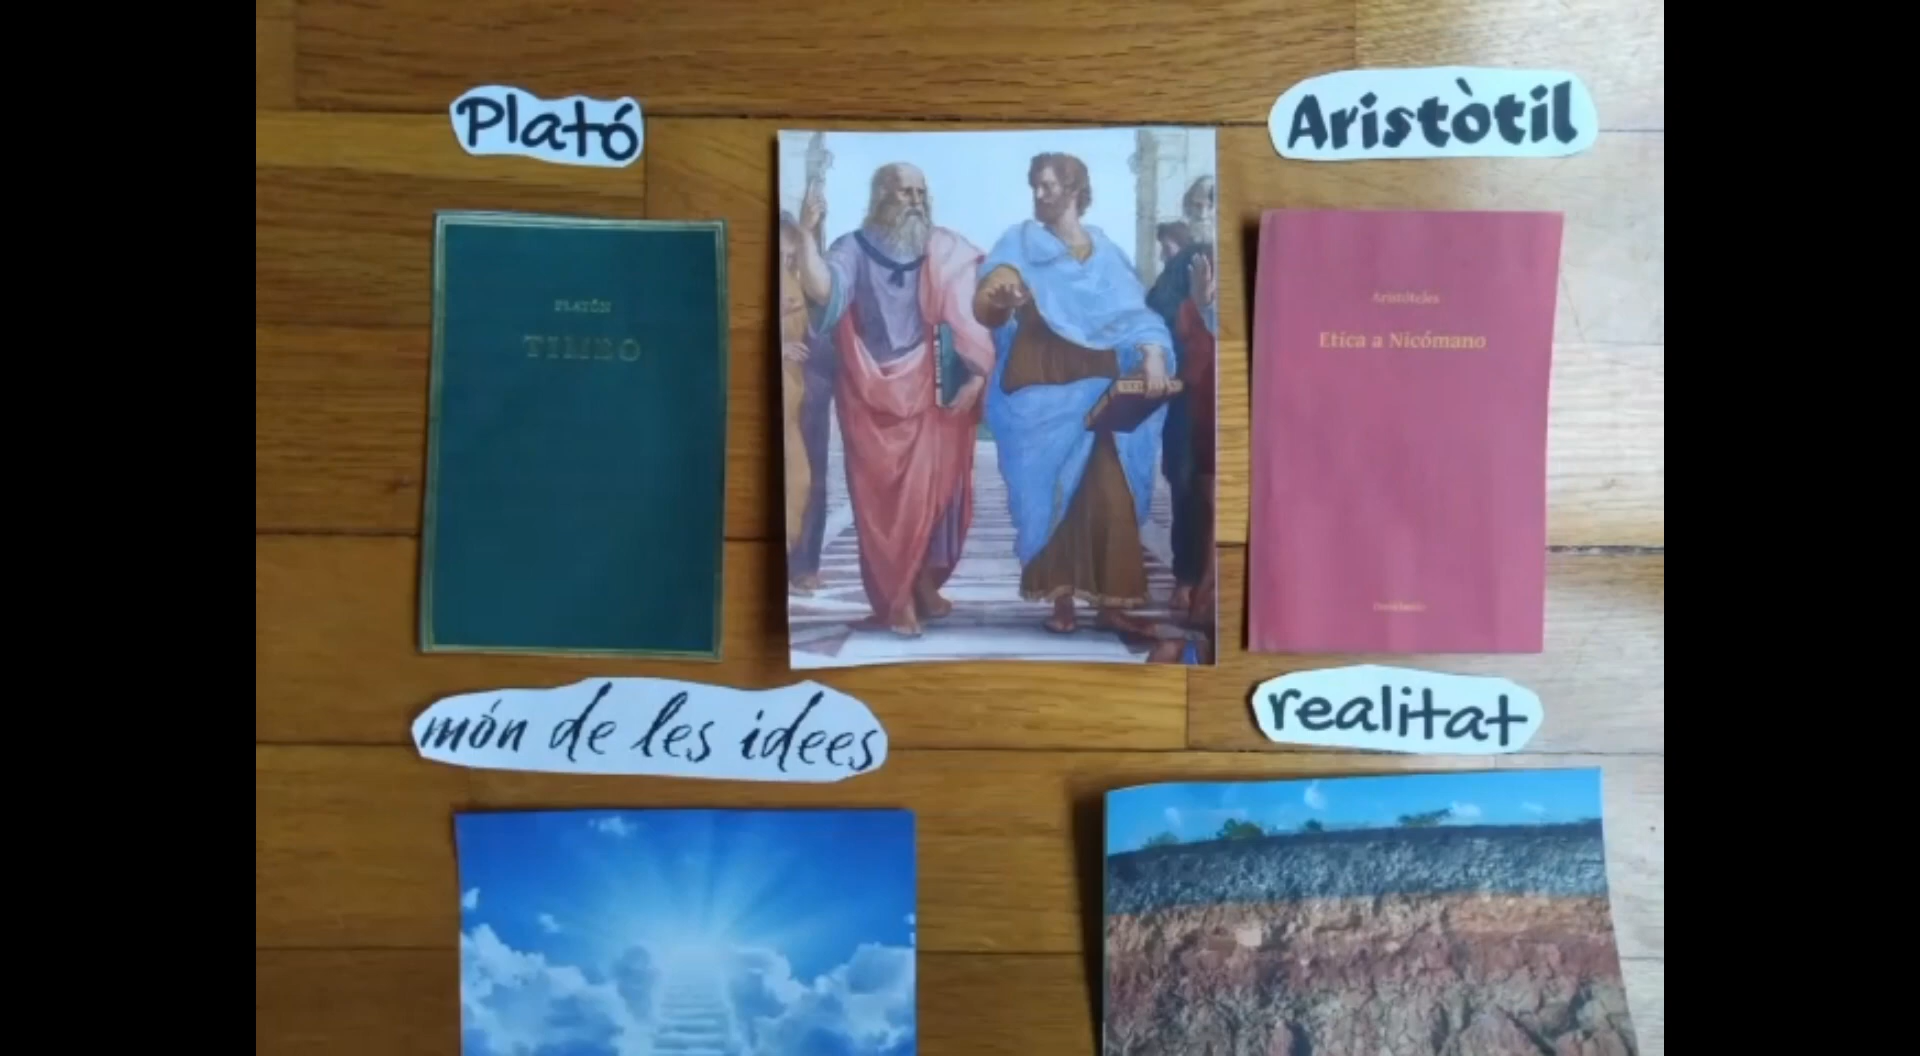 Plató
Aristòtil
PLATÓN
TIMEO
Aristóteles
Etica a Nicómano
món de les idees
realitat